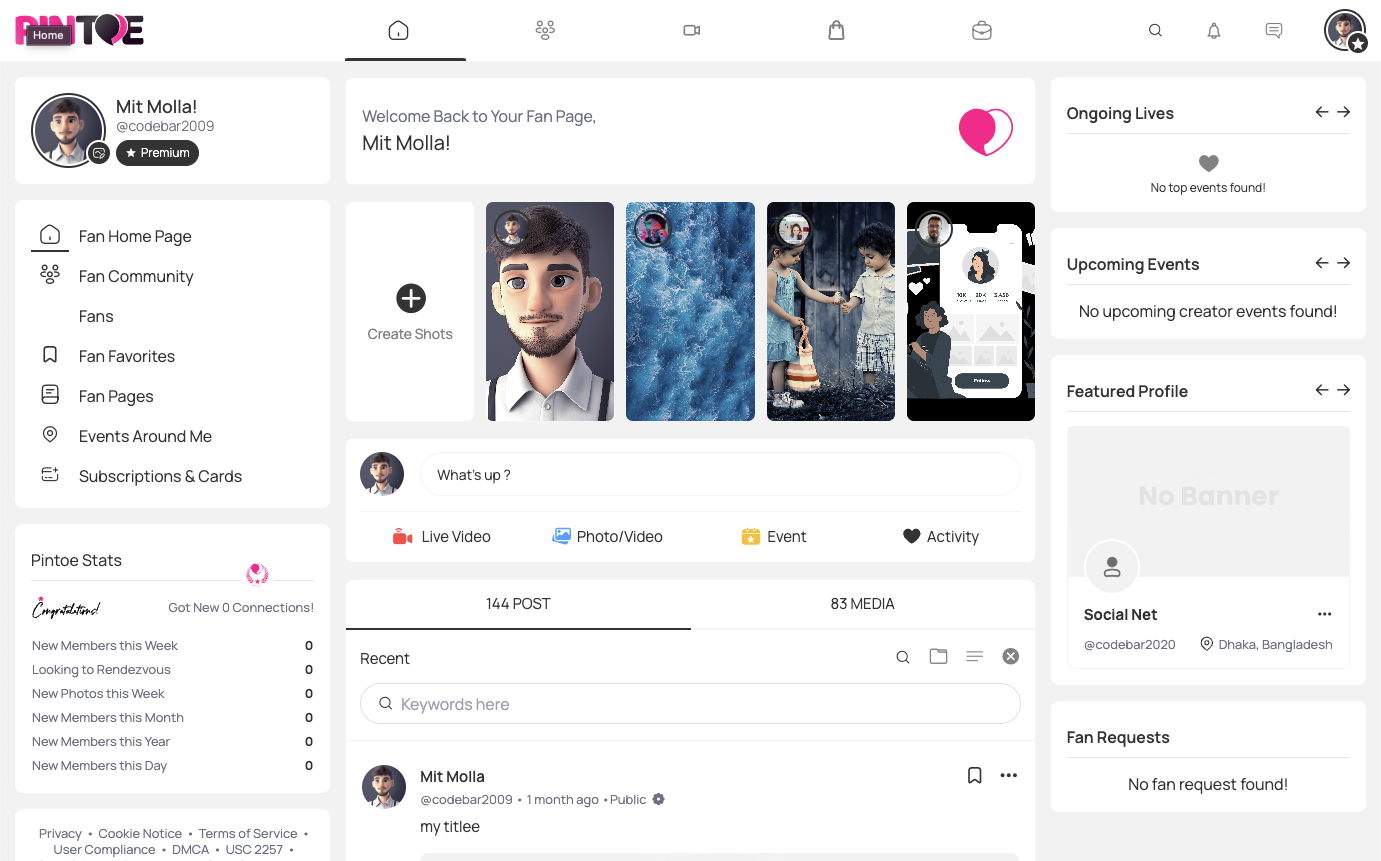 PINTOE
Home
Mit Molla!
@codebar2009
Premium
Fan Home Page
Fan Community
Fans
Fan Favorites
Fan Pages
Events Around Me
Subscriptions & Cards
Pintoe Stats
Congratulations!
Got New 0 Connections!
New Members this Week 0
Looking to Rendezvous 0
New Photos this Week 0
New Members this Month 0
New Members this Year 0
New Members this Day 0
Privacy • Cookie Notice • Terms of Service •
User Compliance • DMCA • USC 2257 •
Welcome Back to Your Fan Page,
Mit Molla!
Create Shots
10K 20K 3,456
Follow
What's up ?
Live Video
Photo/Video
Event
Activity
144 POST
83 MEDIA
Recent
Keywords here
Mit Molla
@codebar2009 • 1 month ago •Public
my titlee
Ongoing Lives
No top events found!
Upcoming Events
No upcoming creator events found!
Featured Profile
No Banner
Social Net
@codebar2020
Dhaka, Bangladesh
Fan Requests
No fan request found!